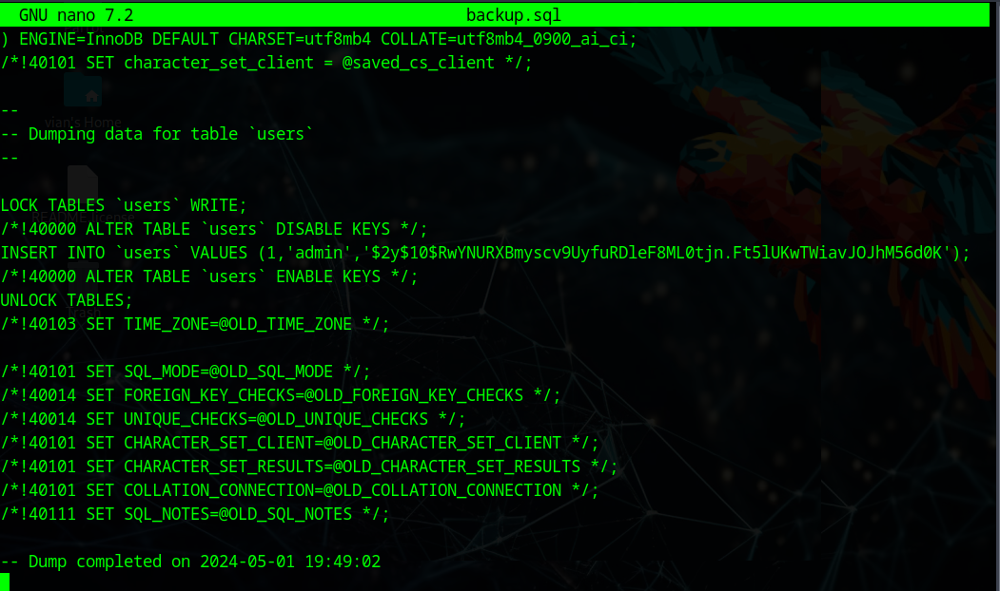 GNU nano 7.2 backup.sql
) ENGINE=InnoDB DEFAULT CHARSET=utf8mb4 COLLATE=utf8mb4_0900_ai_ci;
/*!40101 SET character_set_client = @saved_cs_client */;
--
-- Dumping data for table `users`
--
LOCK TABLES `users` WRITE;
/*!40000 ALTER TABLE `users` DISABLE KEYS */;
INSERT INTO `users` VALUES (1,'admin','$2y$10$RwYNURXBmyscv9UyfuRDleF8ML0tjn.Ft5lUKwTWiavJOJhM56d0K');
/*!40000 ALTER TABLE `users` ENABLE KEYS */;
UNLOCK TABLES;
/*!40103 SET TIME_ZONE=@OLD_TIME_ZONE */;
/*!40101 SET SQL_MODE=@OLD_SQL_MODE */;
/*!40014 SET FOREIGN_KEY_CHECKS=@OLD_FOREIGN_KEY_CHECKS */;
/*!40014 SET UNIQUE_CHECKS=@OLD_UNIQUE_CHECKS */;
/*!40101 SET CHARACTER_SET_CLIENT=@OLD_CHARACTER_SET_CLIENT */;
/*!40101 SET CHARACTER_SET_RESULTS=@OLD_CHARACTER_SET_RESULTS */;
/*!40101 SET COLLATION_CONNECTION=@OLD_COLLATION_CONNECTION */;
/*!40111 SET SQL_NOTES=@OLD_SQL_NOTES */;
-- Dump completed on 2024-05-01 19:49:02